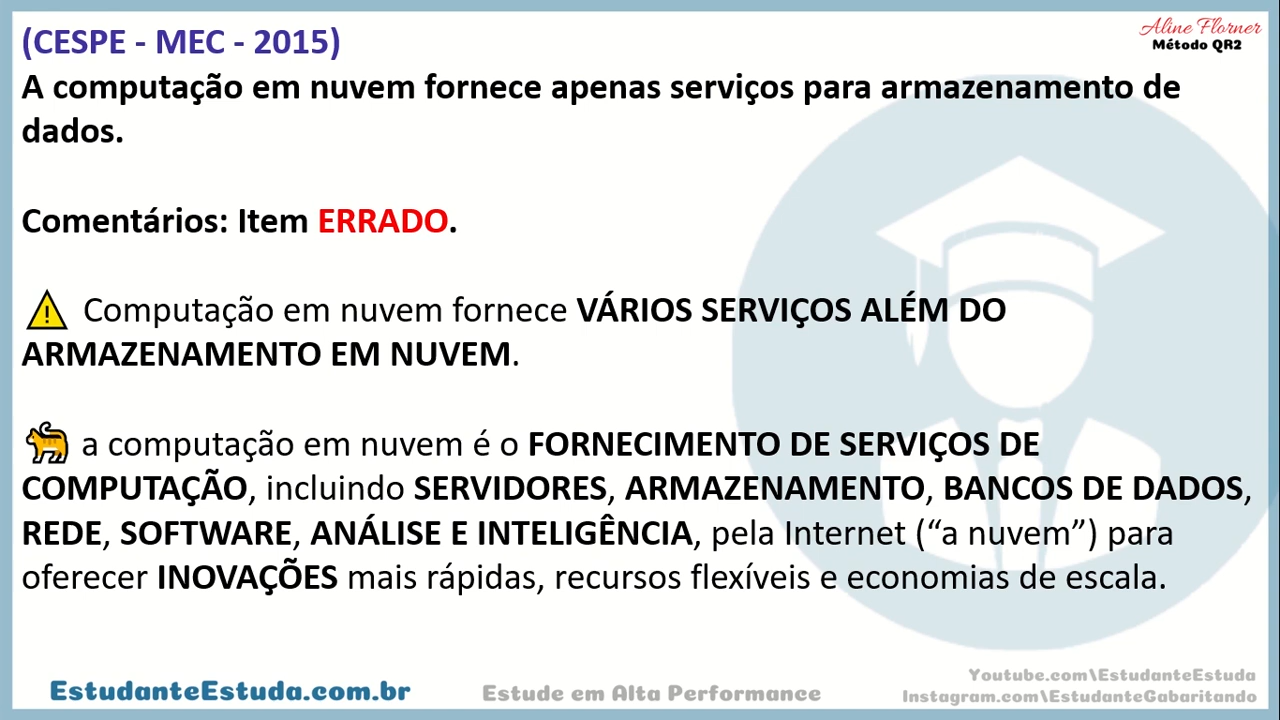 (CESPE - MEC - 2015)
Aline Florner
Método QR2
A computação em nuvem fornece apenas serviços para armazenamento de
dados.
Comentários: Item ERRADO.
Computação em nuvem fornece VÁRIOS SERVIÇOS ALÉM DO
ARMAZENAMENTO EM NUVEM.
a computação em nuvem é o FORNECIMENTO DE SERVIÇOS DE
COMPUTAÇÃO, incluindo SERVIDORES, ARMAZENAMENTO, BANCOS DE DADOS,
REDE, SOFTWARE, ANÁLISE E INTELIGÊNCIA, pela Internet (“a nuvem”) para
oferecer INOVAÇÕES mais rápidas, recursos flexíveis e economias de escala.
EstudanteEstuda.com.br
Estude em Alta Performance
Youtube.com\EstudanteEstuda
Instagram.com\EstudanteGabaritando